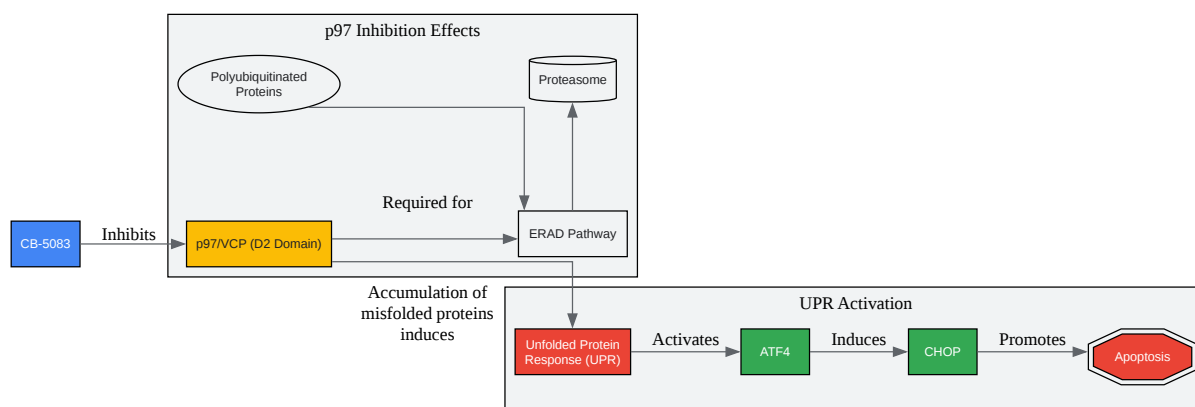 p97 Inhibition Effects
Polyubiquitinated
Proteins
Proteasome
Required for
CB-5083
Inhibits
p97/VCP (D2 Domain)
ERAD Pathway
Accumulation of
misfolded proteins
induces
UPR Activation
Unfolded Protein
Response (UPR)
Activates
ATF4
Induces
CHOP
Promotes
Apoptosis